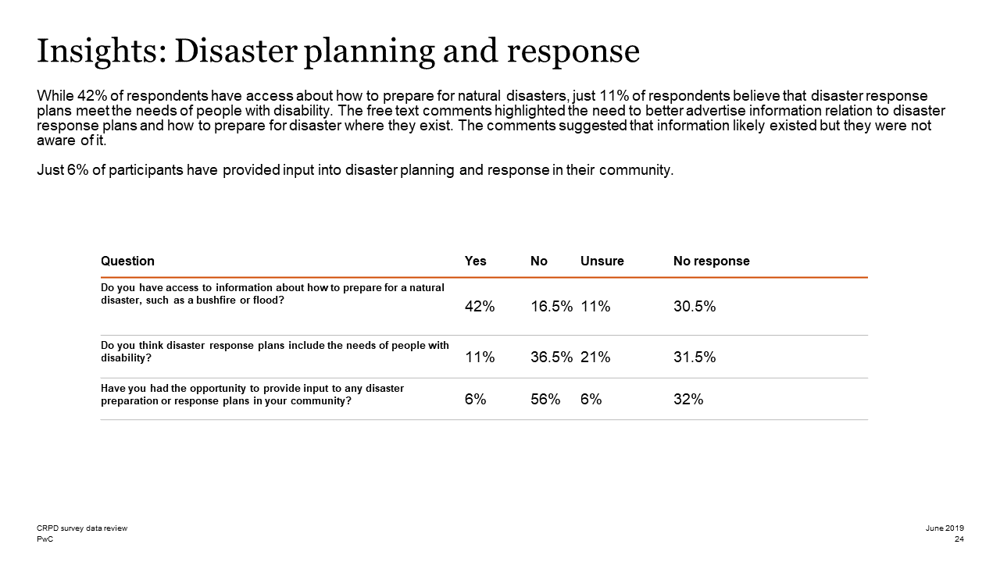 Insights: Disaster planning and response
While 42% of respondents have access about how to prepare for natural disasters, just 11% of respondents believe that disaster response
plans meet the needs of people with disability. The free text comments highlighted the need to better advertise information relation to disaster
response plans and how to prepare for disaster where they exist. The comments suggested that information likely existed but they were not
aware of it.
Just 6% of participants have provided input into disaster planning and response in their community.
Question Yes No Unsure No response
Do you have access to information about how to prepare for a natural
disaster, such as a bushfire or flood?
42% 16.5% 11% 30.5%
Do you think disaster response plans include the needs of people with
disability?
11% 36.5% 21% 31.5%
Have you had the opportunity to provide input to any disaster
preparation or response plans in your community?
6% 56% 6% 32%
CRPD survey data review June 2019
PwC 24